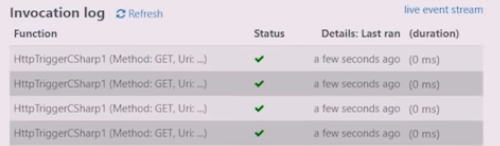 Invocation log Refresh live event stream
Function Status Details: Last ran (duration)
HttpTriggerCSharp1 (Method: GET, Uri: ...) a few seconds ago (0 ms)
HttpTriggerCSharp1 (Method: GET, Uri: ...) a few seconds ago (0 ms)
HttpTriggerCSharp1 (Method: GET, Uri: ...) a few seconds ago (0 ms)
HttpTriggerCSharp1 (Method: GET, Uri: ...) a few seconds ago (0 ms)